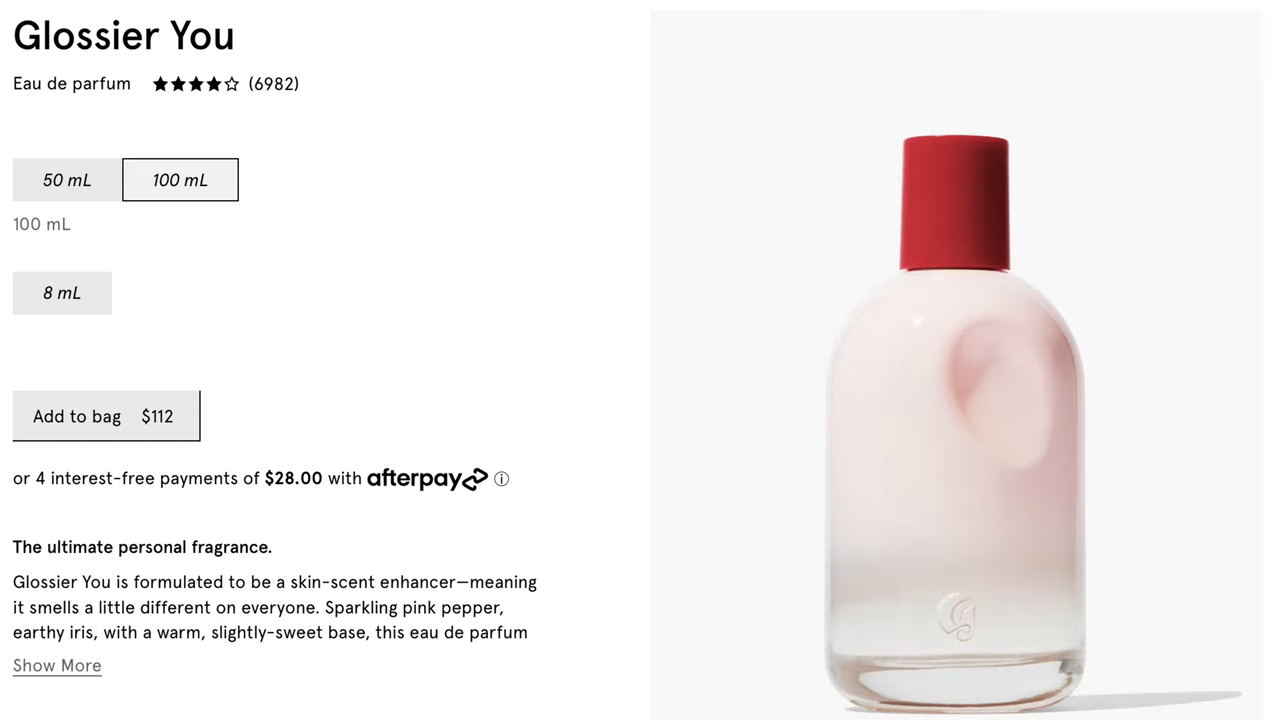 Glossier You
Eau de parfum ★★★★☆ (6982)
50 mL 100 mL
100 mL
8 mL
Add to bag $112
or 4 interest-free payments of $28.00 with afterpay ⓘ
The ultimate personal fragrance.
Glossier You is formulated to be a skin-scent enhancer—meaning
it smells a little different on everyone. Sparkling pink pepper,
earthy iris, with a warm, slightly-sweet base, this eau de parfum
Show More
G